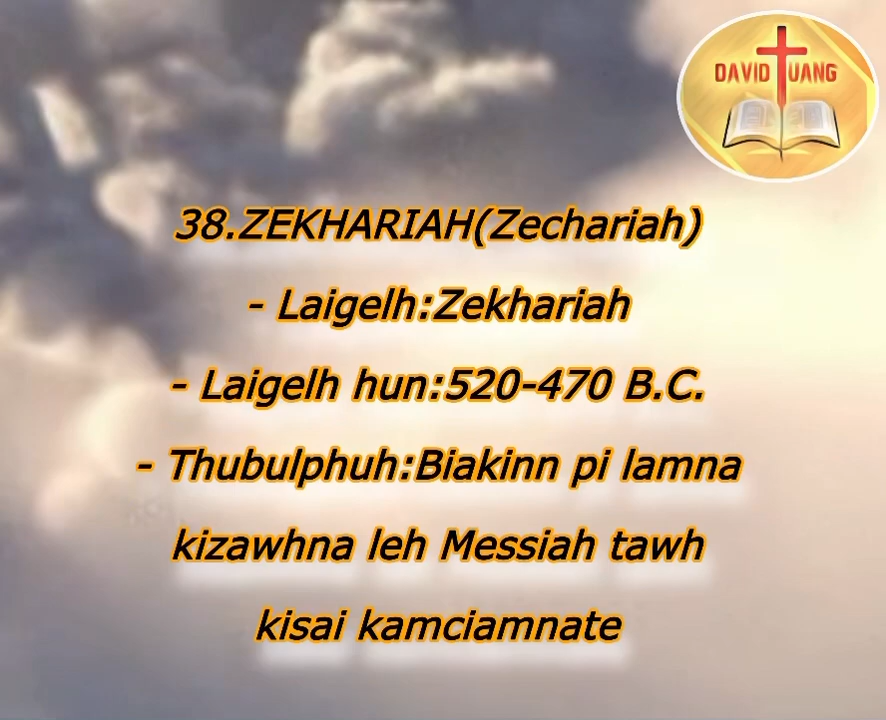 DAVID TUANG
38.ZEKHARIAH(Zechariah)
- Laigelh:Zekhariah
- Laigelh hun:520-470 B.C.
- Thubulphuh:Biakinn pi lamna
kizawhna leh Messiah tawh
kisai kamciamnate